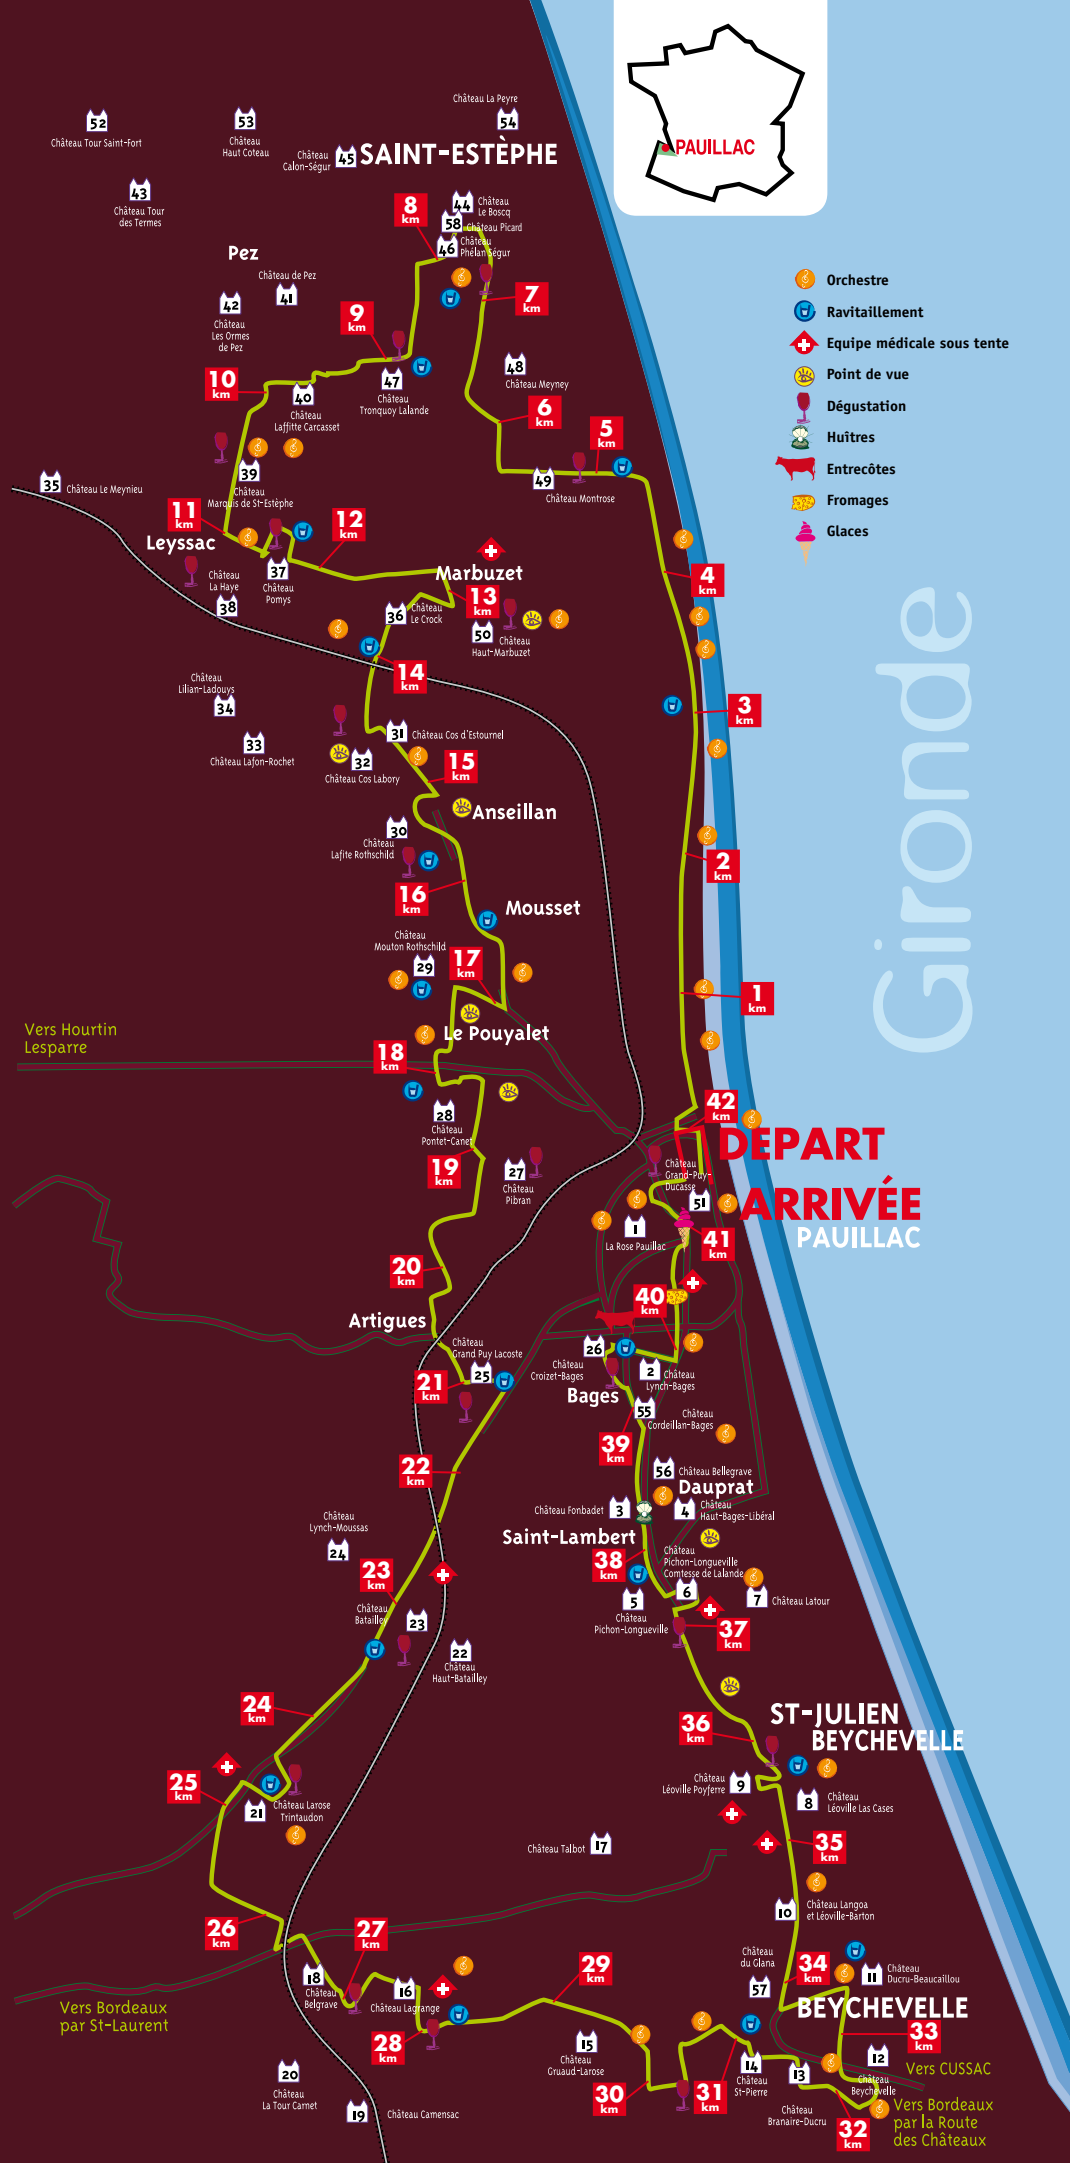 PAUILLAC
Orchestre
Ravitaillement
Equipe médicale sous tente
Point de vue
Dégustation
Huîtres
Entrecôtes
Fromages
Glaces
Gironde
Château La Peyre
54
52
Château Tour Saint-Fort
53
Château
Haut Coteau
Château
Calon-Ségur
45
SAINT-ESTÈPHE
43
Château Tour
des Termes
8
km
44
Château
Le Boscq
58
Château Picard
46
Château
Phélan Ségur
Pez
Château de Pez
41
42
Château
Les Ormes
de Pez
7
km
9
km
48
Château Meyney
47
Château
Tronquoy Lalande
10
km
40
Château
Laffitte Carcasset
6
km
5
km
49
Château Montrose
39
Château
Marquis de St-Estèphe
35
Château Le Meynieu
11
km
Leyssac
12
km
37
Château
Pomys
Château
La Haye
38
Marbuzet
13
km
4
km
36
Château
Le Crock
50
Château
Haut-Marbuzet
14
km
Château
Lilian-Ladouys
34
3
km
33
Château Lafon-Rochet
31
Château Cos d'Estournel
32
Château Cos Labory
15
km
Anseillan
30
Château
Lafite Rothschild
2
km
16
km
Mousset
Château
Mouton Rothschild
29
17
km
1
km
Vers Hourtin
Lesparre
Le Pouyalet
18
km
28
Château
Pontet-Canet
42
km
DEPART
ARRIVÉE
PAUILLAC
19
km
27
Château
Pibran
Château
Grand-Puy-
Ducasse
51
1
La Rose Pauillac
41
km
20
km
40
km
Artigues
Château
Grand Puy Lacoste
25
21
km
26
Château
Croizet-Bages
2
Château
Lynch-Bages
Bages
55
Château
Cordeillan-Bages
39
km
22
km
56
Château Bellegrave
Dauprat
Château Fonbadet
3
4
Château
Haut-Bages-Libéral
Saint-Lambert
Château
Lynch-Moussas
24
38
km
Château
Pichon-Longueville
Comtesse de Lalande
6
5
Château
Pichon-Longueville
7
Château Latour
23
km
Château
Batailley
23
37
km
22
Château
Haut-Batailley
24
km
36
km
ST-JULIEN
BEYCHEVELLE
25
km
21
Château Larose
Trintaudon
Château
Léoville Poyferre
9
8
Château
Léoville Las Cases
Château Talbot
17
35
km
10
Château Langoa
et Léoville-Barton
26
km
27
km
18
Château
Belgrave
16
Château Lagrange
29
km
Château
du Glana
57
34
km
11
Château
Ducru-Beaucaillou
BEYCHEVELLE
Vers Bordeaux
par St-Laurent
28
km
15
Château
Gruaud-Larose
33
km
12
Château
Beychevelle
Vers CUSSAC
14
Château
St-Pierre
13
Château
Branaire-Ducru
20
Château
La Tour Carnet
19
Château Camensac
30
km
31
km
32
km
Vers Bordeaux
par la Route
des Châteaux